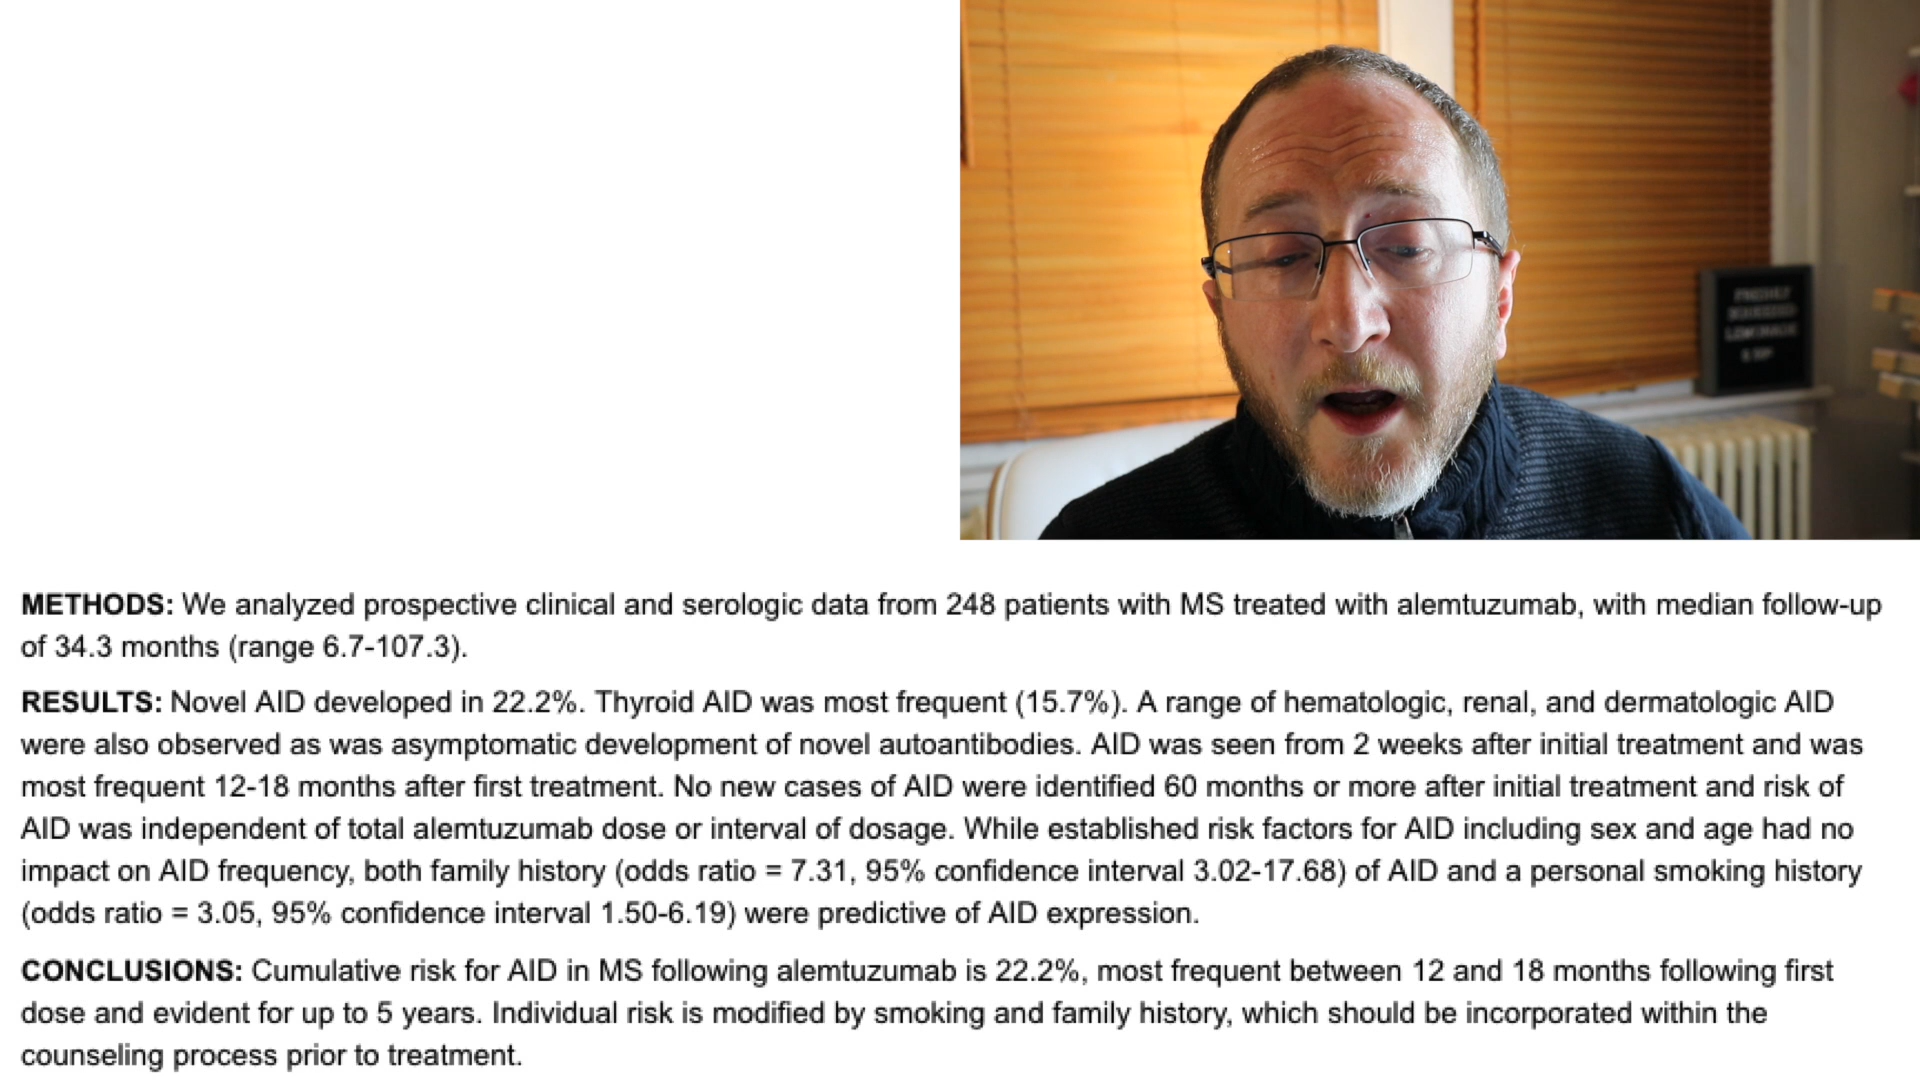 FRESHLY
SQUEEZED
LEMONADE
METHODS: We analyzed prospective clinical and serologic data from 248 patients with MS treated with alemtuzumab, with median follow-up
of 34.3 months (range 6.7-107.3).
RESULTS: Novel AID developed in 22.2%. Thyroid AID was most frequent (15.7%). A range of hematologic, renal, and dermatologic AID
were also observed as was asymptomatic development of novel autoantibodies. AID was seen from 2 weeks after initial treatment and was
most frequent 12-18 months after first treatment. No new cases of AID were identified 60 months or more after initial treatment and risk of
AID was independent of total alemtuzumab dose or interval of dosage. While established risk factors for AID including sex and age had no
impact on AID frequency, both family history (odds ratio = 7.31, 95% confidence interval 3.02-17.68) of AID and a personal smoking history
(odds ratio = 3.05, 95% confidence interval 1.50-6.19) were predictive of AID expression.
CONCLUSIONS: Cumulative risk for AID in MS following alemtuzumab is 22.2%, most frequent between 12 and 18 months following first
dose and evident for up to 5 years. Individual risk is modified by smoking and family history, which should be incorporated within the
counseling process prior to treatment.